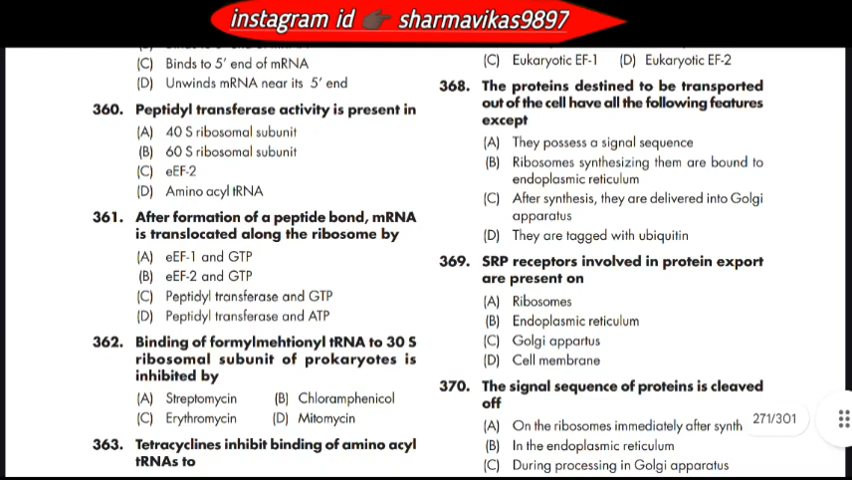 instagram id sharmavikas9897
(C) Binds to 5′ end of mRNA
(D) Unwinds mRNA near its 5′ end
360. Peptidyl transferase activity is present in
(A) 40 S ribosomal subunit
(B) 60 S ribosomal subunit
(C) eEF-2
(D) Amino acyl tRNA
361. After formation of a peptide bond, mRNA
is translocated along the ribosome by
(A) eEF-1 and GTP
(B) eEF-2 and GTP
(C) Peptidyl transferase and GTP
(D) Peptidyl transferase and ATP
362. Binding of formylmehtionyl tRNA to 30 S
ribosomal subunit of prokaryotes is
inhibited by
(A) Streptomycin (B) Chloramphenicol
(C) Erythromycin (D) Mitomycin
363. Tetracyclines inhibit binding of amino acyl
tRNAs to
(C) Eukaryotic EF-1 (D) Eukaryotic EF-2
368. The proteins destined to be transported
out of the cell have all the following features
except
(A) They possess a signal sequence
(B) Ribosomes synthesizing them are bound to
endoplasmic reticulum
(C) After synthesis, they are delivered into Golgi
apparatus
(D) They are tagged with ubiquitin
369. SRP receptors involved in protein export
are present on
(A) Ribosomes
(B) Endoplasmic reticulum
(C) Golgi appartus
(D) Cell membrane
370. The signal sequence of proteins is cleaved
off
(A) On the ribosomes immediately after synth
271/301
(B) In the endoplasmic reticulum
(C) During processing in Golgi apparatus